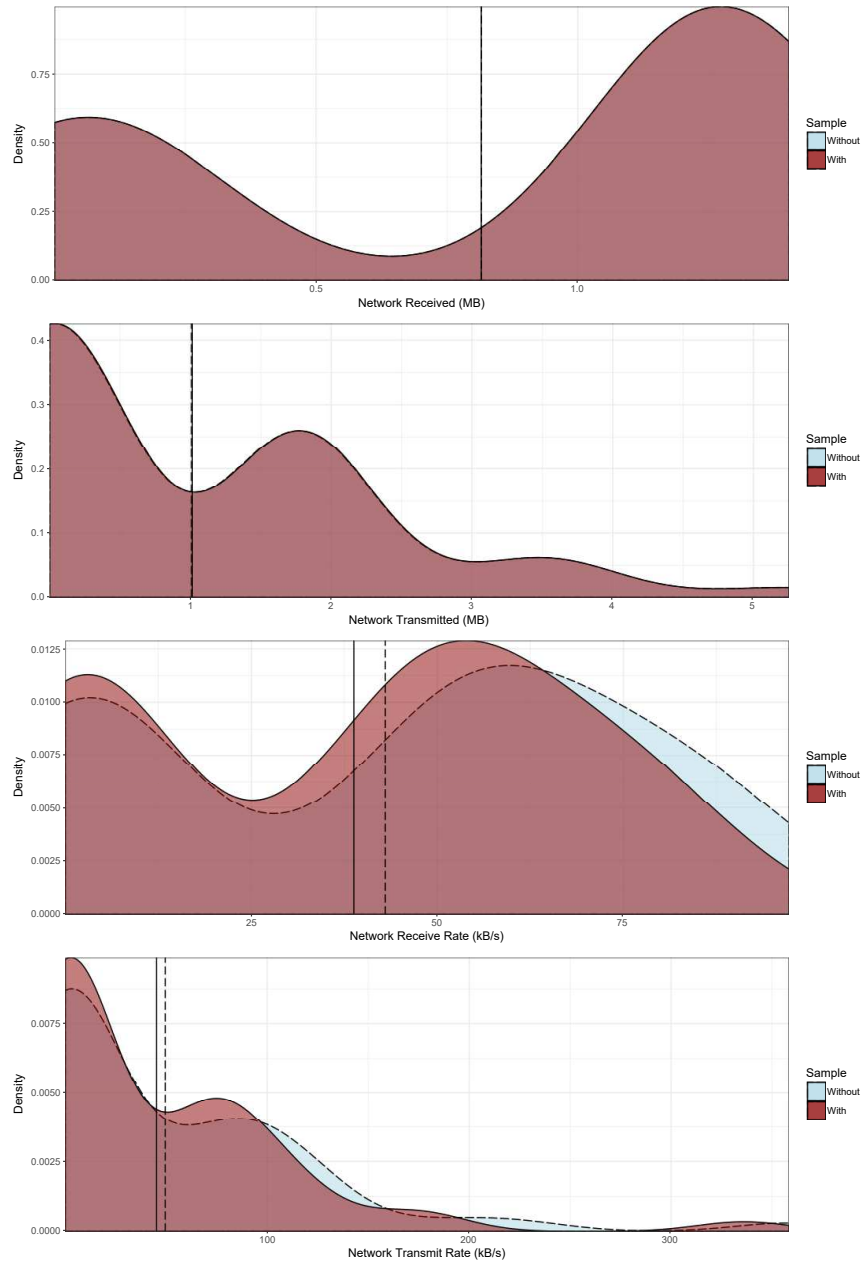 0.75
0.50
0.25
0.00
Density
0.5
1.0
Network Received (MB)
Sample
Without
With
0.4
0.3
0.2
0.1
0.0
Density
1
2
3
4
5
Network Transmitted (MB)
Sample
Without
With
0.0125
0.0100
0.0075
0.0050
0.0025
0.0000
Density
25
50
75
Network Receive Rate (kB/s)
Sample
Without
With
0.0075
0.0050
0.0025
0.0000
Density
100
200
300
Network Transmit Rate (kB/s)
Sample
Without
With